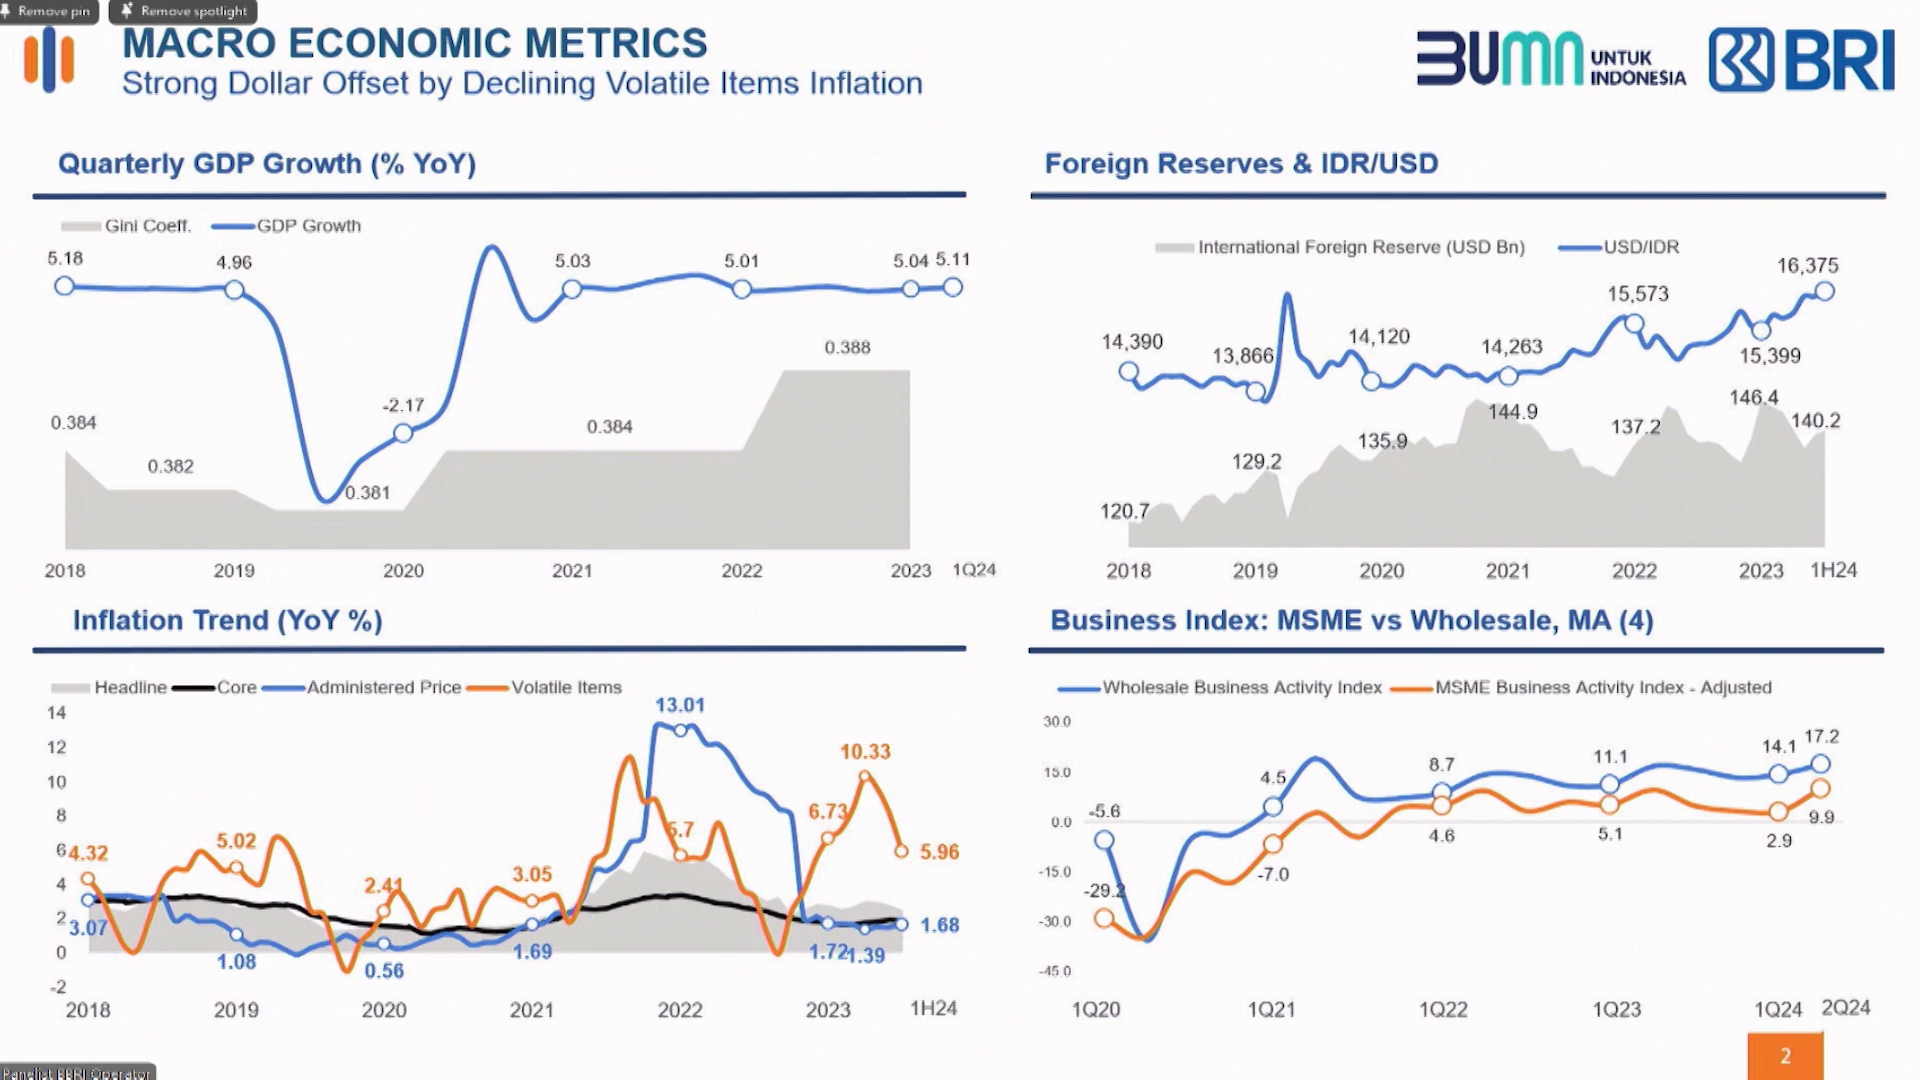 Remove pin
Remove spotlight
MACRO ECONOMIC METRICS
Strong Dollar Offset by Declining Volatile Items Inflation
BUMN UNTUK INDONESIA
BRI
Quarterly GDP Growth (% YoY)
Gini Coeff.
GDP Growth
5.18
4.96
5.03
5.01
5.04
5.11
0.388
-2.17
0.384
0.384
0.382
0.381
2018
2019
2020
2021
2022
2023
1Q24
Foreign Reserves & IDR/USD
International Foreign Reserve (USD Bn)
USD/IDR
16,375
15,573
14,390
13,866
14,120
14,263
15,399
146.4
144.9
140.2
137.2
135.9
129.2
120.7
2018
2019
2020
2021
2022
2023
1H24
Inflation Trend (YoY %)
Headline
Core
Administered Price
Volatile Items
14
12
10
8
6
4
2
0
-2
13.01
10.33
6.73
5.02
4.32
2.41
3.05
5.96
3.07
1.08
0.56
1.69
1.72
1.39
1.68
2018
2019
2020
2021
2022
2023
1H24
Business Index: MSME vs Wholesale, MA (4)
Wholesale Business Activity Index
MSME Business Activity Index - Adjusted
30.0
15.0
0.0
-15.0
-30.0
-45.0
-5.6
4.5
8.7
11.1
14.1
17.2
-29.2
-7.0
4.6
5.1
2.9
9.9
1Q20
1Q21
1Q22
1Q23
1Q24
2Q24
2
Panelist BBRI Operator